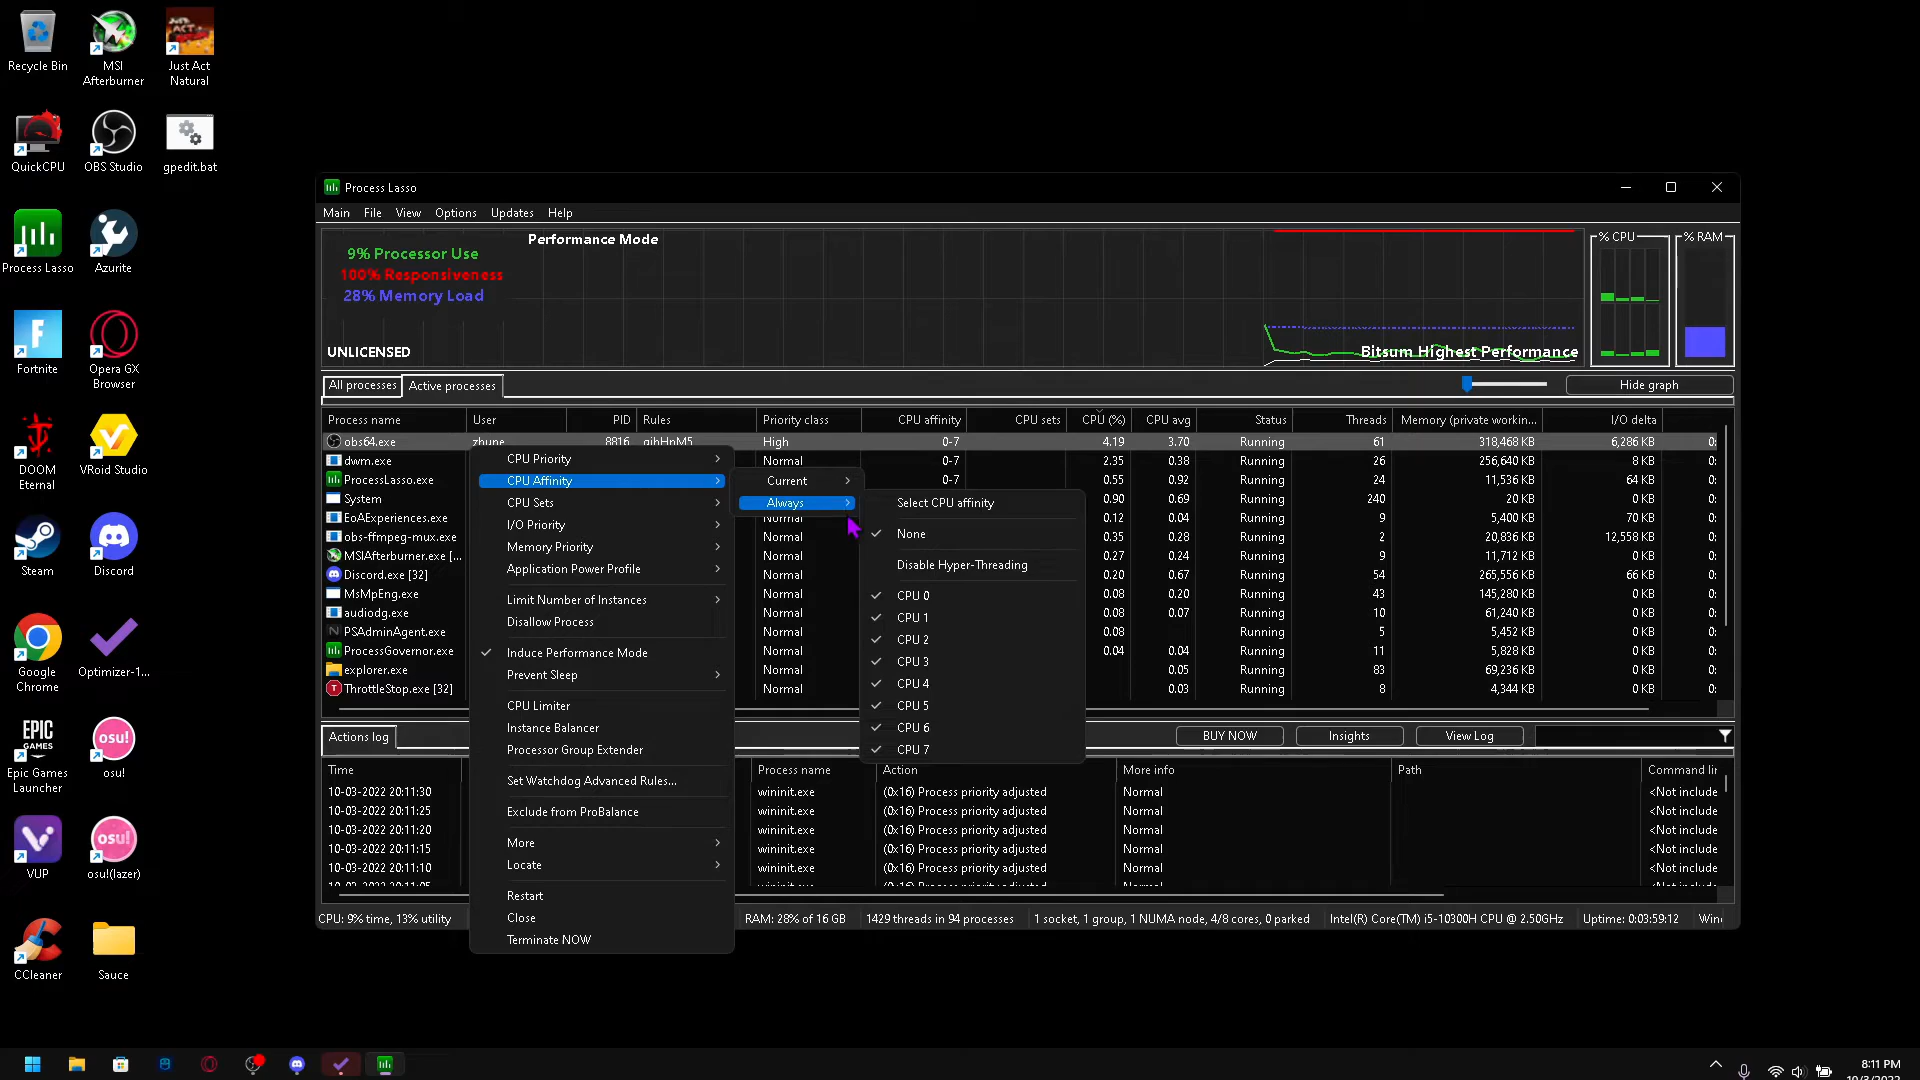 Recycle Bin
MSI Afterburner
Just Act Natural
QuickCPU
OBS Studio
gpedit.bat
Process Lasso
Azurite
Fortnite
Opera GX Browser
DOOM Eternal
VRoid Studio
Steam
Discord
Google Chrome
Optimizer-1...
EPIC GAMES
Epic Games Launcher
osu!
osu!
VUP
osu!
osu!(lazer)
CCleaner
Sauce
Process Lasso
Main File View Options Updates Help
9% Processor Use
100% Responsiveness
28% Memory Load
Performance Mode
UNLICENSED
Bitsum Highest Performance
% CPU
% RAM
All processes Active processes
Hide graph
Process name User PID Rules Priority class CPU affinity CPU sets CPU (%) CPU avg Status Threads Memory (private workin... I/O delta
obs64.exe zhune 8816 gihHpM5 High 0-7 4.19 3.70 Running 61 318,468 KB 6,286 KB 0:
dwm.exe Normal 0-7 2.35 0.38 Running 26 256,640 KB 8 KB 0:
ProcessLasso.exe 0-7 0.55 0.92 Running 24 11,536 KB 64 KB 0:
System 0.90 0.69 Running 240 20 KB 0 KB 0:
EoAExperiences.exe Normal 0.12 0.04 Running 9 5,400 KB 70 KB 0:
obs-ffmpeg-mux.exe Normal 0.35 0.28 Running 2 20,836 KB 12,558 KB 0:
MSIAfterburner.exe [... Normal 0.27 0.24 Running 9 11,712 KB 0 KB 0:
Discord.exe [32] Normal 0.20 0.67 Running 54 265,556 KB 66 KB 0:
MsMpEng.exe Normal 0.08 0.20 Running 43 145,280 KB 0 KB 0:
audiodg.exe Normal 0.08 0.07 Running 10 61,240 KB 0 KB 0:
PSAdminAgent.exe Normal 0.08 Running 5 5,452 KB 0 KB 0:
ProcessGovernor.exe Normal 0.04 0.04 Running 11 5,828 KB 0 KB 0:
explorer.exe Normal 0.05 Running 83 69,236 KB 0 KB 0:
ThrottleStop.exe [32] Normal 0.03 Running 8 4,344 KB 0 KB 0:
CPU Priority
CPU Affinity
CPU Sets
I/O Priority
Memory Priority
Application Power Profile
Limit Number of Instances
Disallow Process
Induce Performance Mode
Prevent Sleep
CPU Limiter
Instance Balancer
Processor Group Extender
Set Watchdog Advanced Rules...
Exclude from ProBalance
More
Locate
Restart
Close
Terminate NOW
Current
Always
Select CPU affinity
None
Disable Hyper-Threading
CPU 0
CPU 1
CPU 2
CPU 3
CPU 4
CPU 5
CPU 6
CPU 7
Actions log
BUY NOW
Insights
View Log
Time Process name Action More info Path Command lir
10-03-2022 20:11:30 wininit.exe (0x16) Process priority adjusted Normal <Not include
10-03-2022 20:11:25 wininit.exe (0x16) Process priority adjusted Normal <Not include
10-03-2022 20:11:20 wininit.exe (0x16) Process priority adjusted Normal <Not include
10-03-2022 20:11:15 wininit.exe (0x16) Process priority adjusted Normal <Not include
10-03-2022 20:11:10 wininit.exe (0x16) Process priority adjusted Normal <Not include
CPU: 9% time, 13% utility RAM: 28% of 16 GB 1429 threads in 94 processes 1 socket, 1 group, 1 NUMA node, 4/8 cores, 0 parked Intel(R) Core(TM) i5-10300H CPU @ 2.50GHz Uptime: 0:03:59:12
8:11 PM